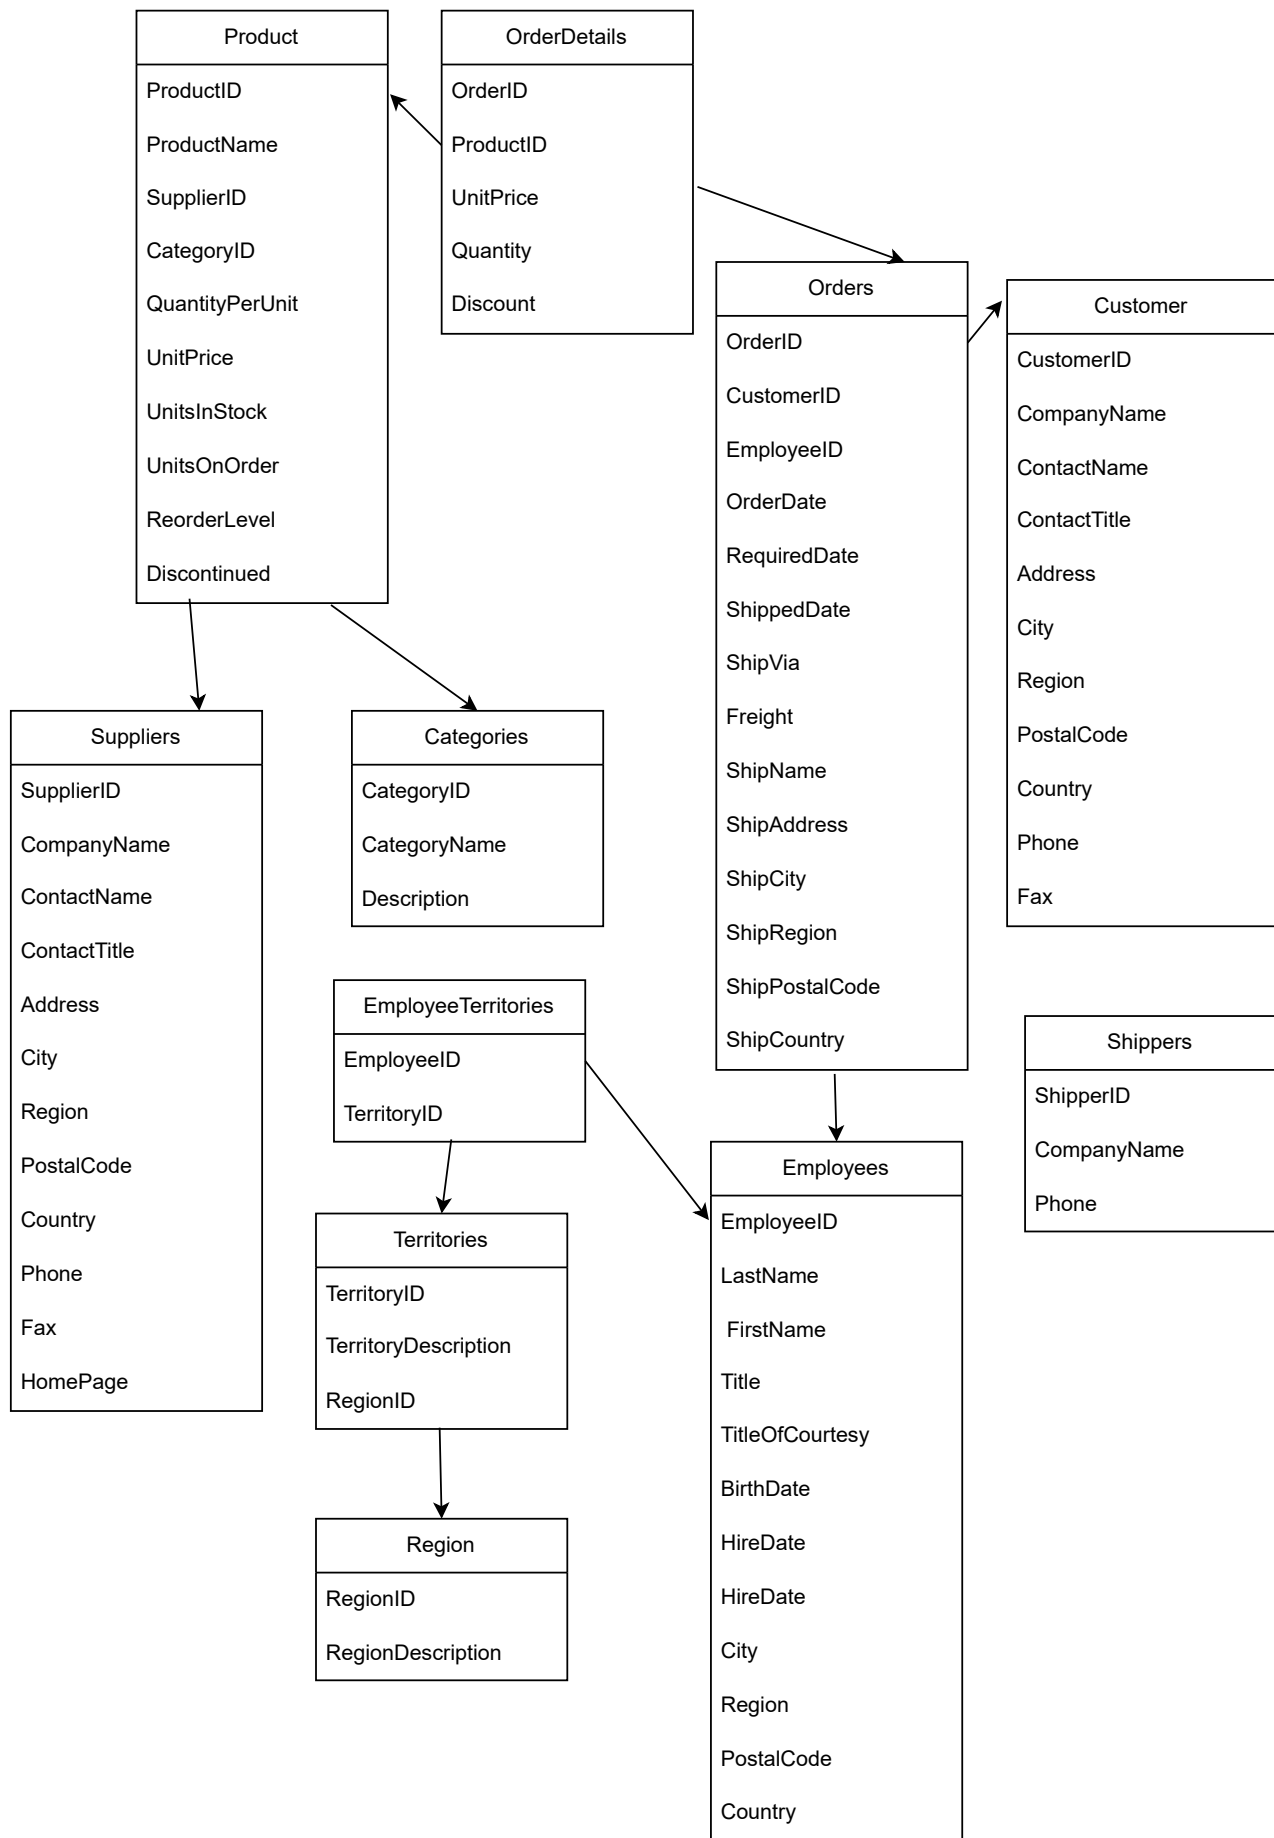 Product
ProductID
ProductName
SupplierID
CategoryID
QuantityPerUnit
UnitPrice
UnitsInStock
UnitsOnOrder
ReorderLevel
Discontinued
OrderDetails
OrderID
ProductID
UnitPrice
Quantity
Discount
Orders
OrderID
CustomerID
EmployeeID
OrderDate
RequiredDate
ShippedDate
ShipVia
Freight
ShipName
ShipAddress
ShipCity
ShipRegion
ShipPostalCode
ShipCountry
Customer
CustomerID
CompanyName
ContactName
ContactTitle
Address
City
Region
PostalCode
Country
Phone
Fax
Suppliers
SupplierID
CompanyName
ContactName
ContactTitle
Address
City
Region
PostalCode
Country
Phone
Fax
HomePage
Categories
CategoryID
CategoryName
Description
EmployeeTerritories
EmployeeID
TerritoryID
Territories
TerritoryID
TerritoryDescription
RegionID
Region
RegionID
RegionDescription
Employees
EmployeeID
LastName
FirstName
Title
TitleOfCourtesy
BirthDate
HireDate
HireDate
City
Region
PostalCode
Country
Shippers
ShipperID
CompanyName
Phone